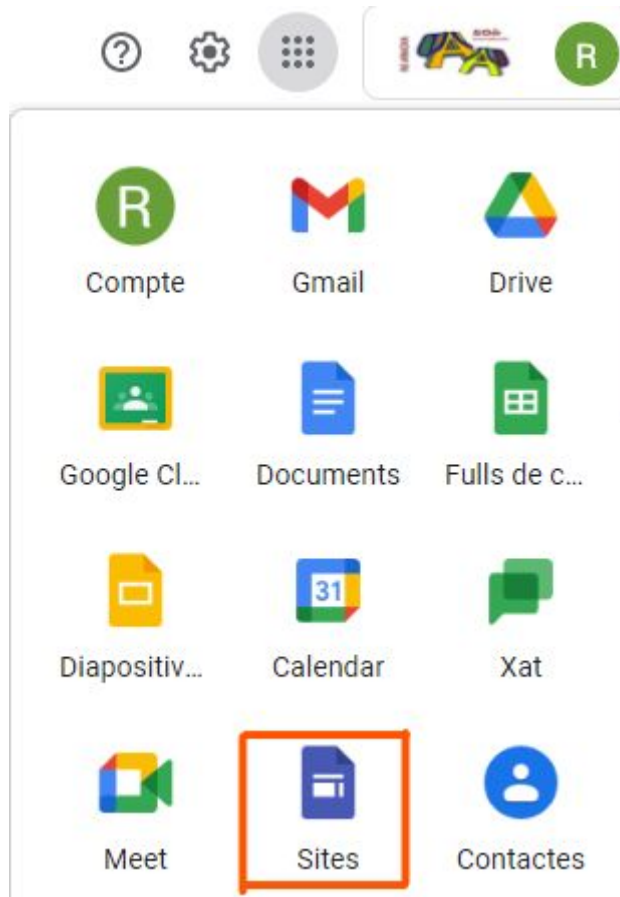 R
R
Compte Gmail Drive
Google Cl... Documents Fulls de c...
31
Diapositiv... Calendar Xat
Meet Sites Contactes